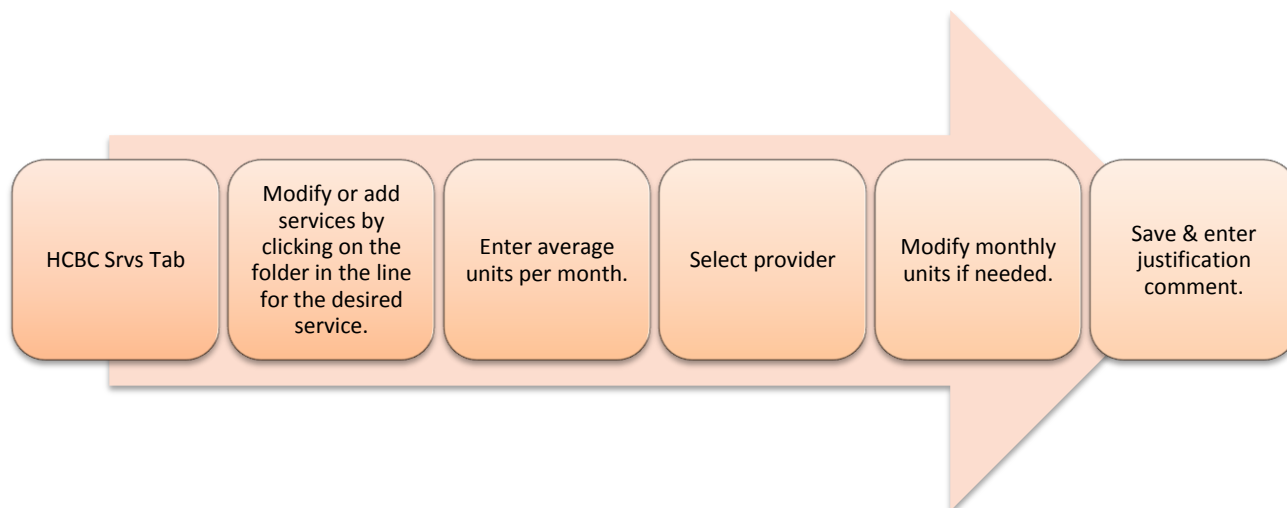 HCBC Srvs Tab
Modify or add
services by
clicking on the
folder in the line
for the desired
service.
Enter average
units per month.
Select provider
Modify monthly
units if needed.
Save & enter
justification
comment.